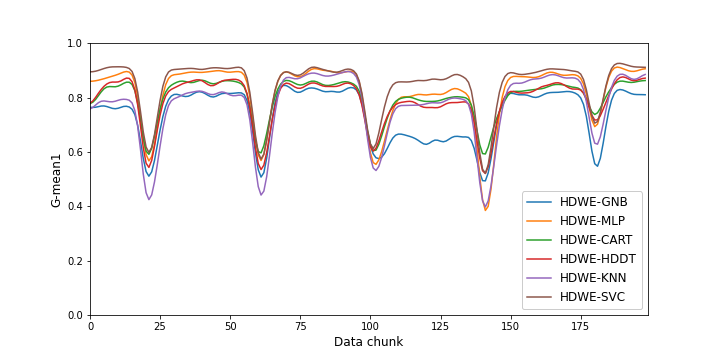 G-mean1
1.0
0.8
0.6
0.4
0.2
0.0
0 25 50 75 100 125 150 175
Data chunk
HDWE-GNB
HDWE-MLP
HDWE-CART
HDWE-HDDT
HDWE-KNN
HDWE-SVC